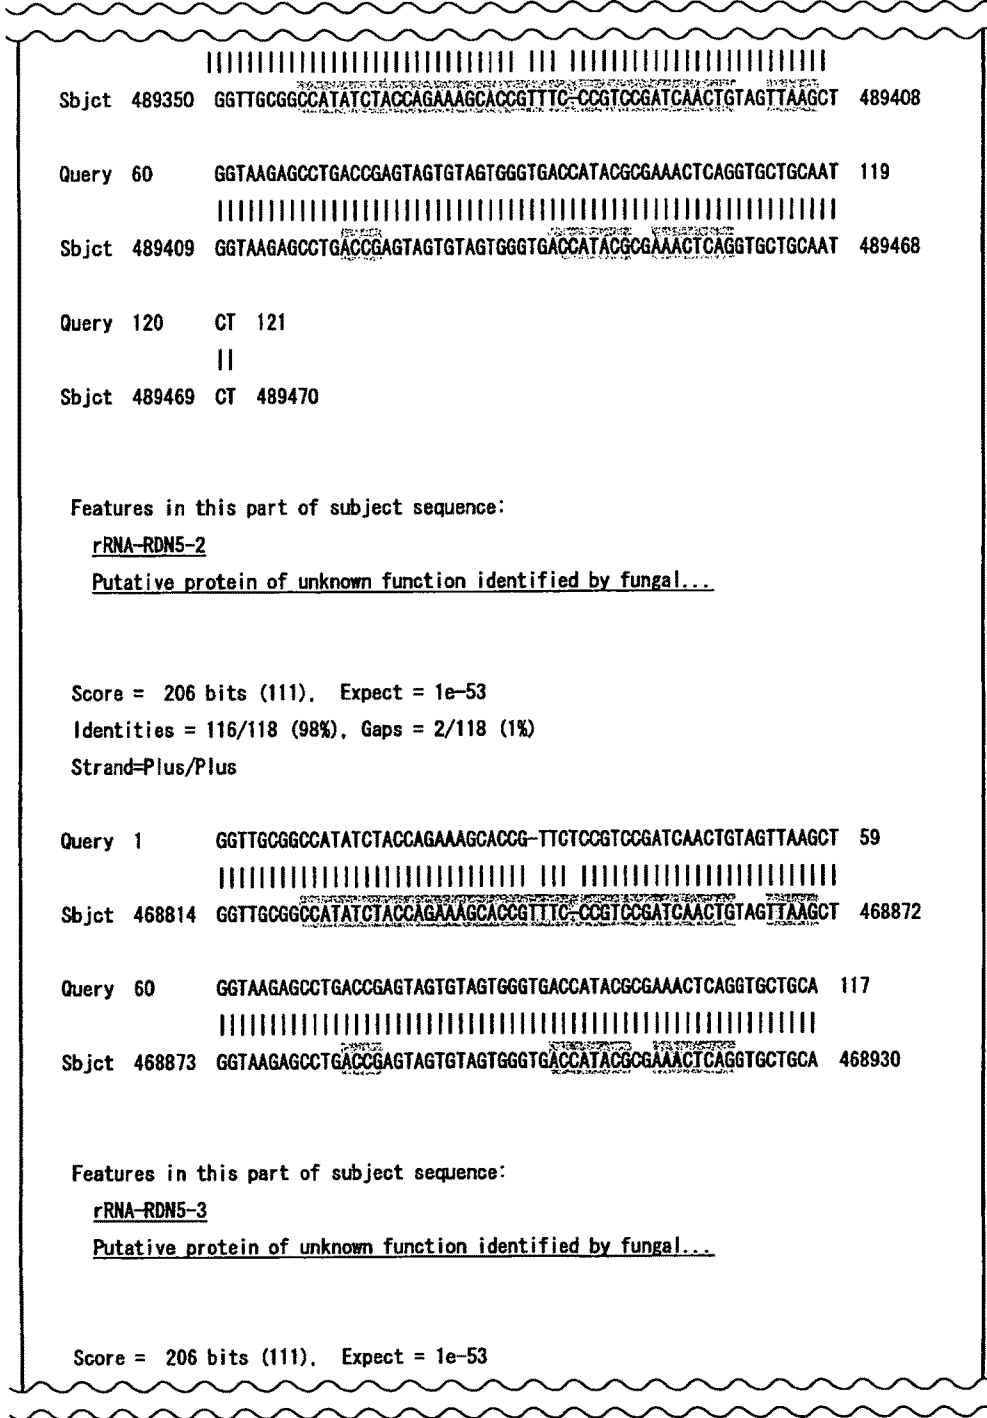 ||||||||||||||||||||||||||||| ||| |||||||||||||||||||||||||
Sbjct 489350 GGTTGCGGCCATATCTACCAGAAAGCACCGTTTC-CCGTCCGATCAACTGTAGTTAAGCT 489408
Query 60 GGTAAGAGCCTGACCGAGTAGTGTAGTGGGTGACCATACGCGAAACTCAGGTGCTGCAAT 119
||||||||||||||||||||||||||||||||||||||||||||||||||||||||||||
Sbjct 489409 GGTAAGAGCCTGACCGAGTAGTGTAGTGGGTGACCATACGCGAAACTCAGGTGCTGCAAT 489468
Query 120 CT 121
||
Sbjct 489469 CT 489470
Features in this part of subject sequence:
rRNA-RDN5-2
Putative protein of unknown function identified by fungal...
Score = 206 bits (111), Expect = 1e-53
Identities = 116/118 (98%), Gaps = 2/118 (1%)
Strand=Plus/Plus
Query 1 GGTTGCGGCCATATCTACCAGAAAGCACCG-TTCTCCGTCCGATCAACTGTAGTTAAGCT 59
|||||||||||||||||||||||||||||| ||| |||||||||||||||||||||||||
Sbjct 468814 GGTTGCGGCCATATCTACCAGAAAGCACCGTTTC-CCGTCCGATCAACTGTAGTTAAGCT 468872
Query 60 GGTAAGAGCCTGACCGAGTAGTGTAGTGGGTGACCATACGCGAAACTCAGGTGCTGCA 117
||||||||||||||||||||||||||||||||||||||||||||||||||||||||||
Sbjct 468873 GGTAAGAGCCTGACCGAGTAGTGTAGTGGGTGACCATACGCGAAACTCAGGTGCTGCA 468930
Features in this part of subject sequence:
rRNA-RDN5-3
Putative protein of unknown function identified by fungal...
Score = 206 bits (111), Expect = 1e-53